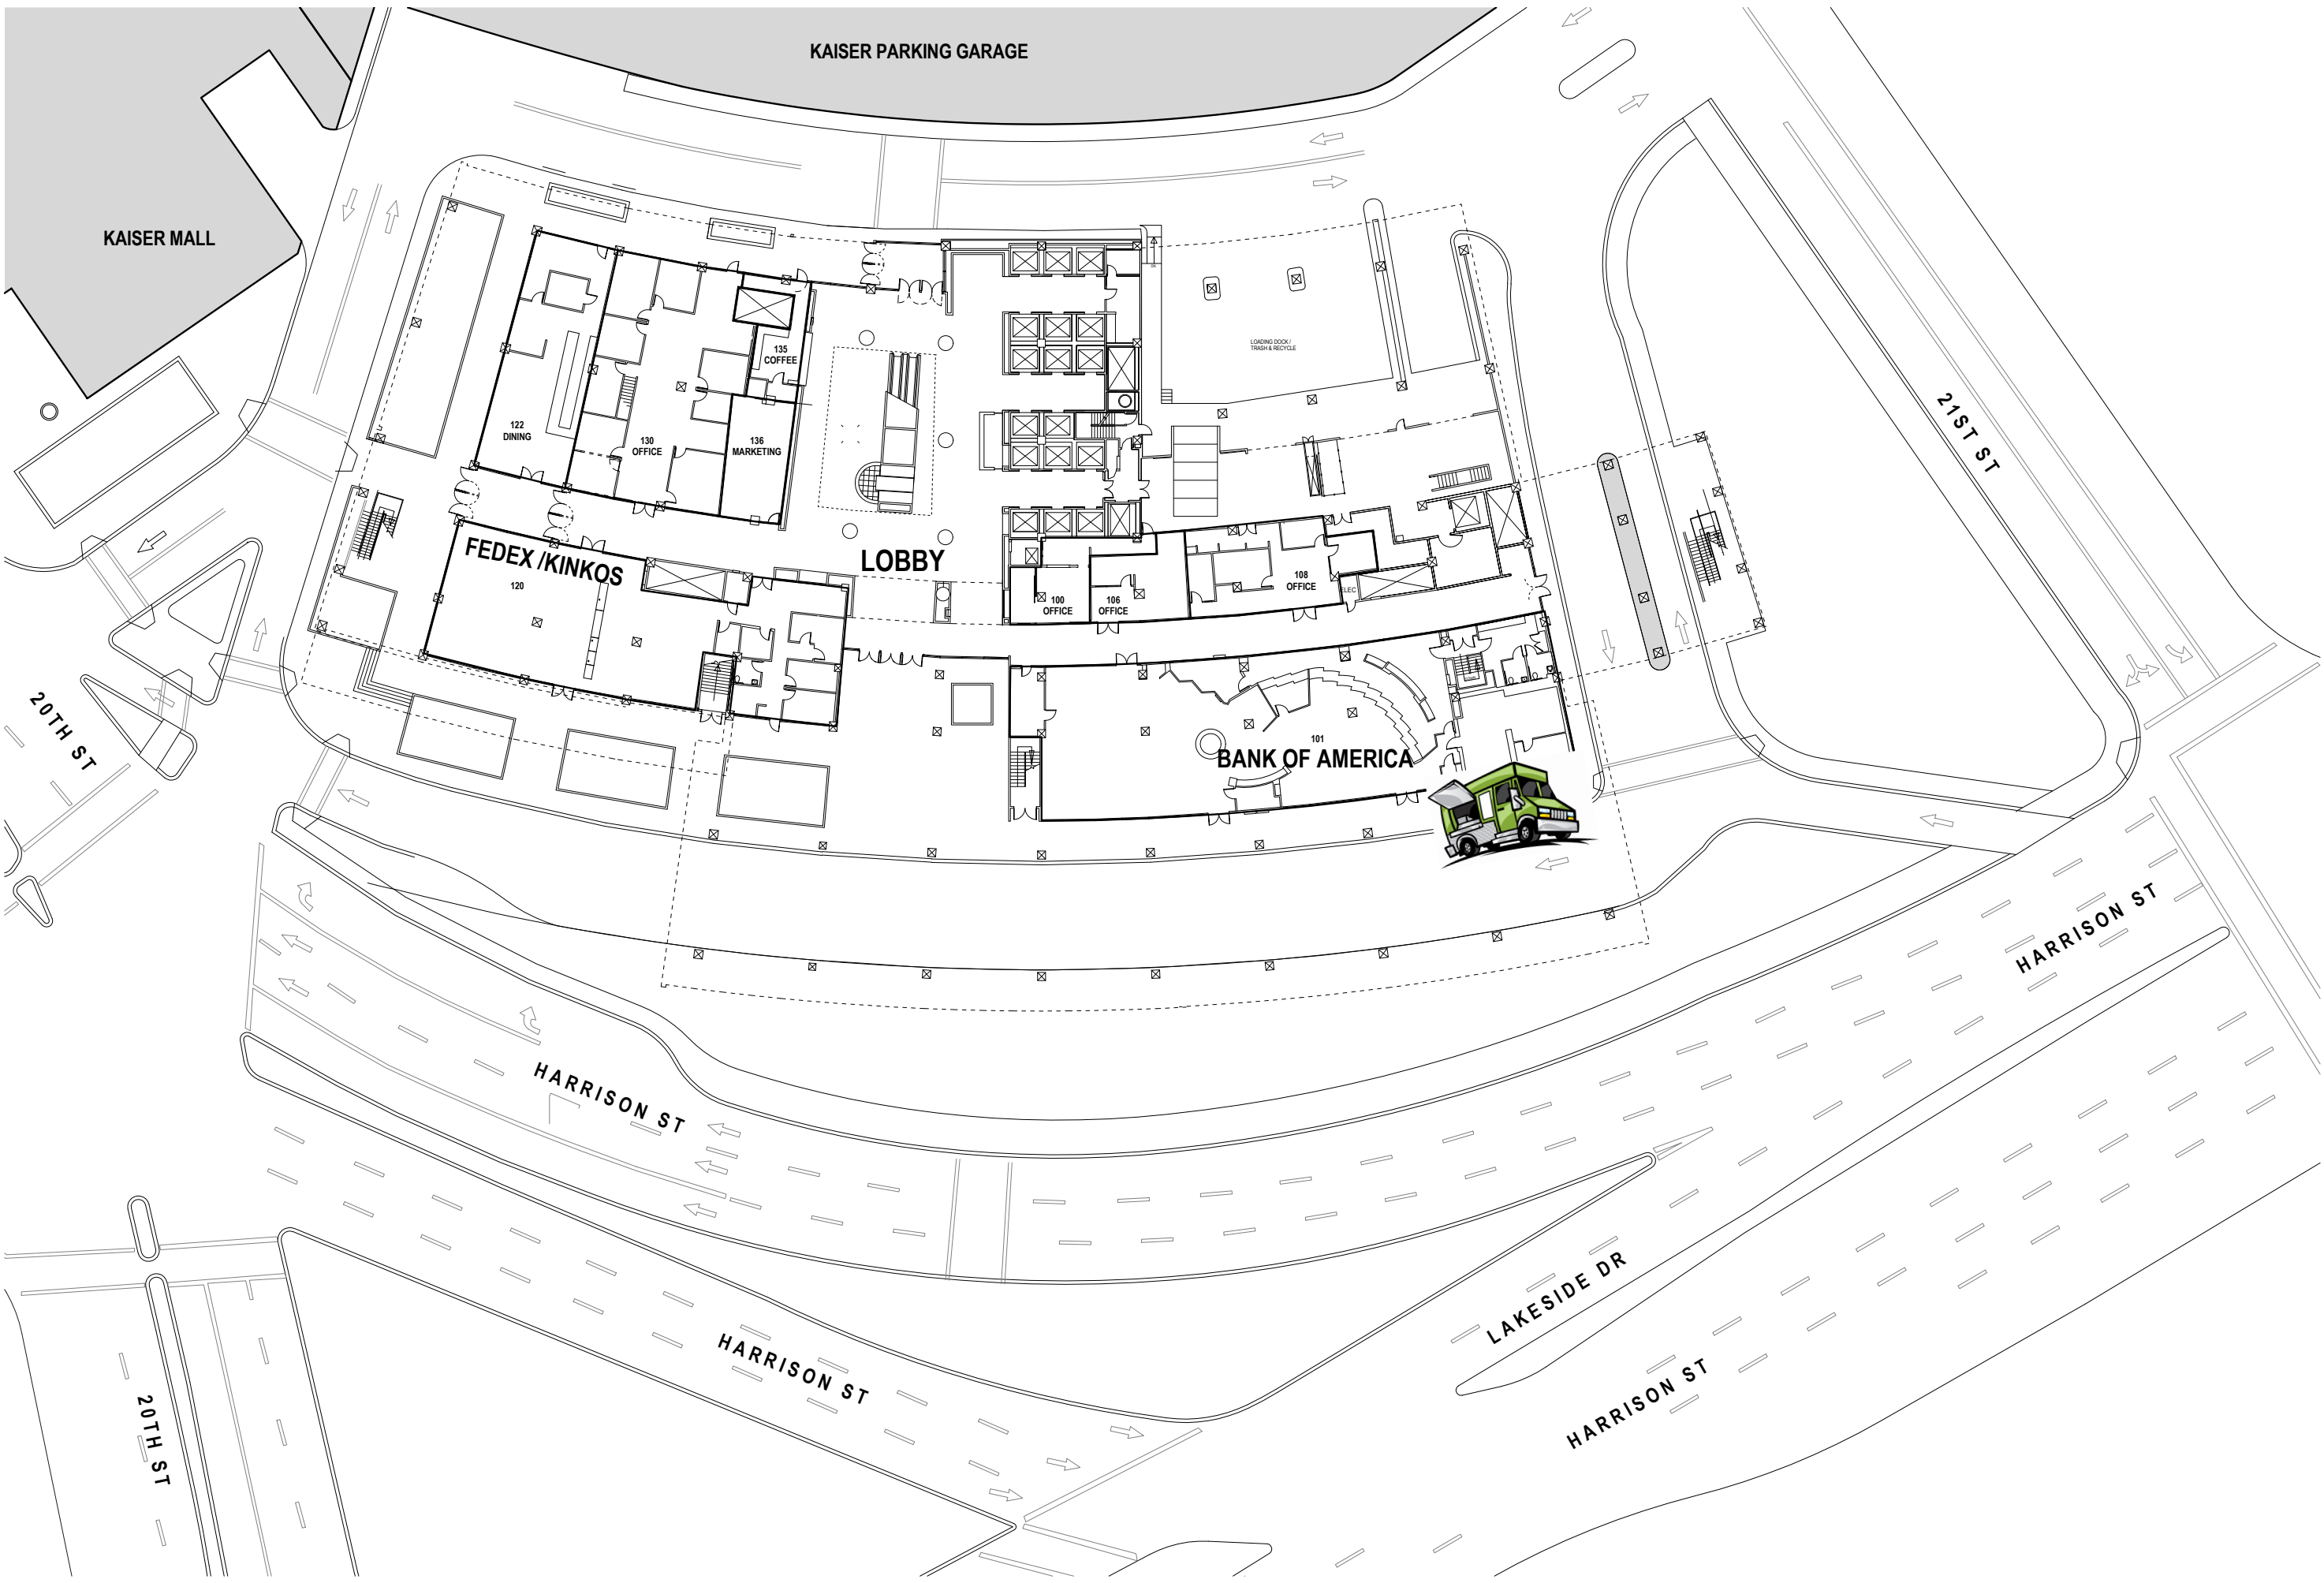 KAISER PARKING GARAGE
KAISER MALL
135
COFFEE
LOADING DOCK /
TRASH & RECYCLE
21ST ST
122
DINING
130
OFFICE
136
MARKETING
FEDEX /KINKOS
120
LOBBY
100
OFFICE
106
OFFICE
108
OFFICE
ELEC
20TH ST
101
BANK OF AMERICA
HARRISON ST
HARRISON ST
LAKESIDE DR
HARRISON ST
HARRISON ST
20TH ST